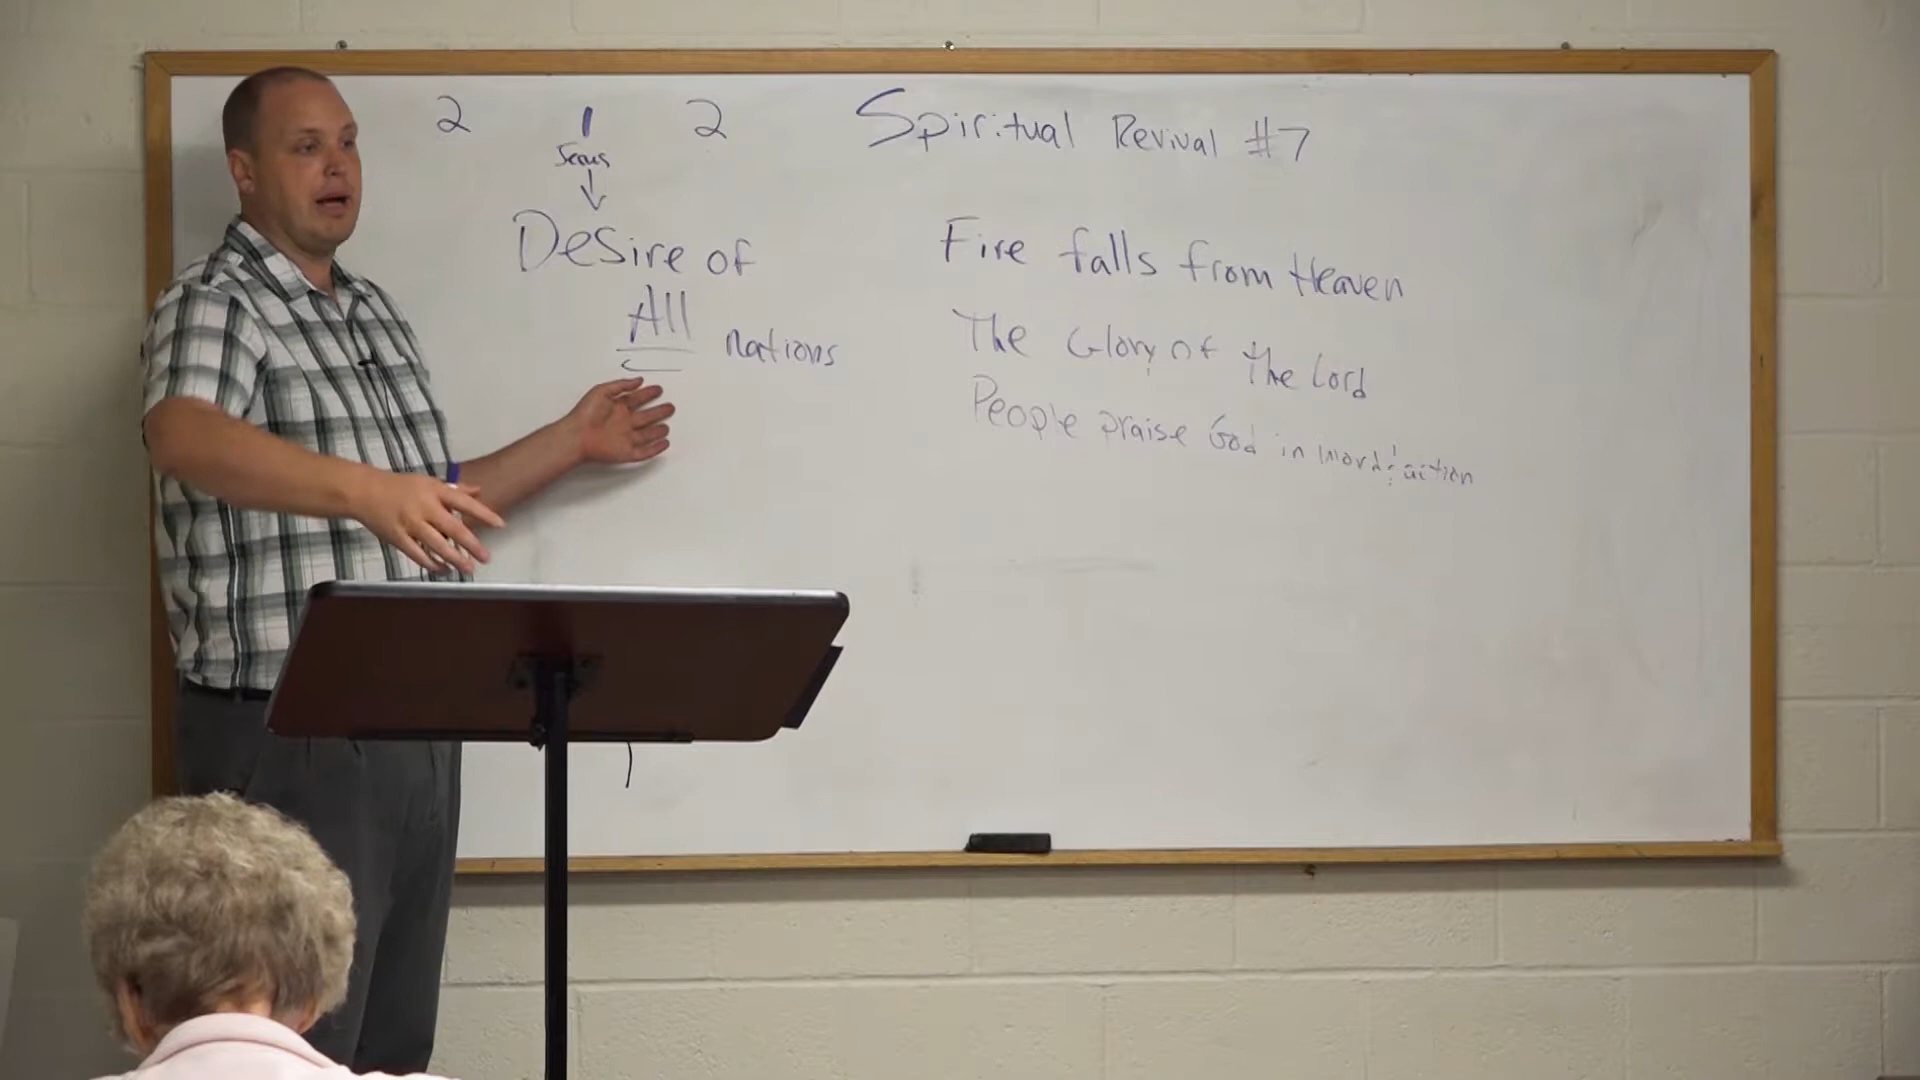 Spiritual Revival #7
2 1 2
Jesus
Desire of
All nations
Fire falls from Heaven
The Glory of the Lord
People praise God in word & action